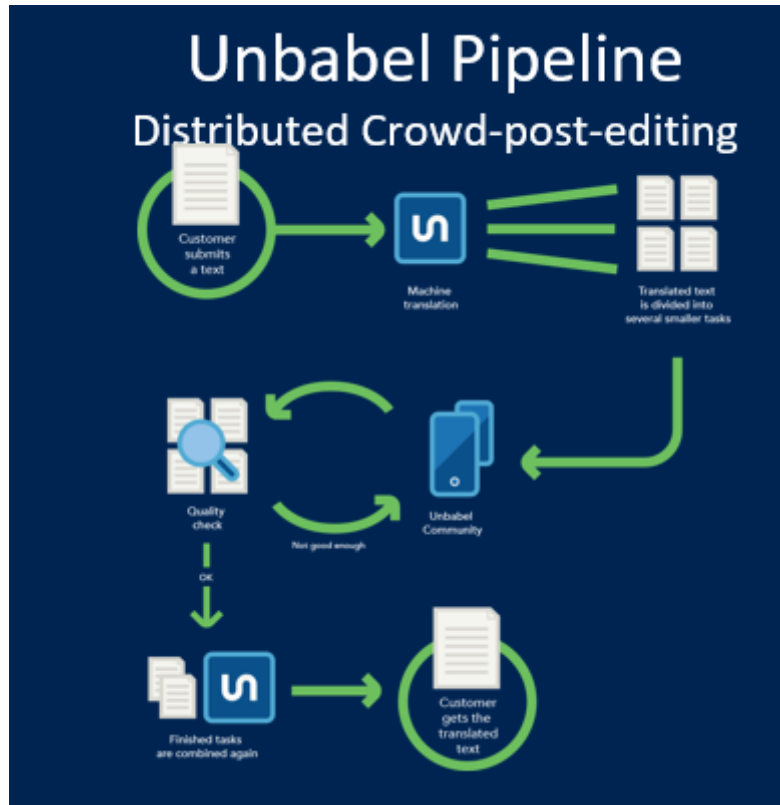 Unbabel Pipeline
Distributed Crowd-post-editing
Customer
submits
a text
Machine
translation
Translated text
is divided into
several smaller tasks
Quality
check
Not good enough
Unbabel
Community
OK
Finished tasks
are combined again
Customer
gets the
translated
text